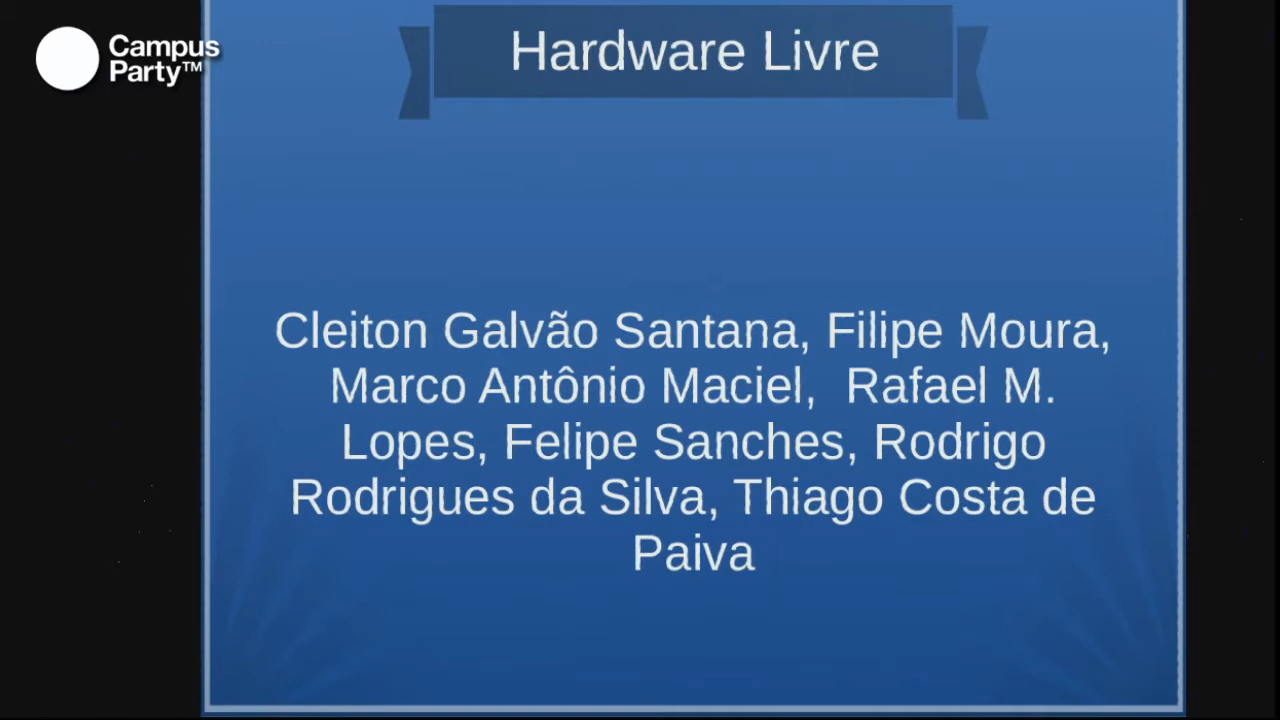 Campus
Party™
Hardware Livre
Cleiton Galvão Santana, Filipe Moura,
Marco Antônio Maciel, Rafael M.
Lopes, Felipe Sanches, Rodrigo
Rodrigues da Silva, Thiago Costa de
Paiva